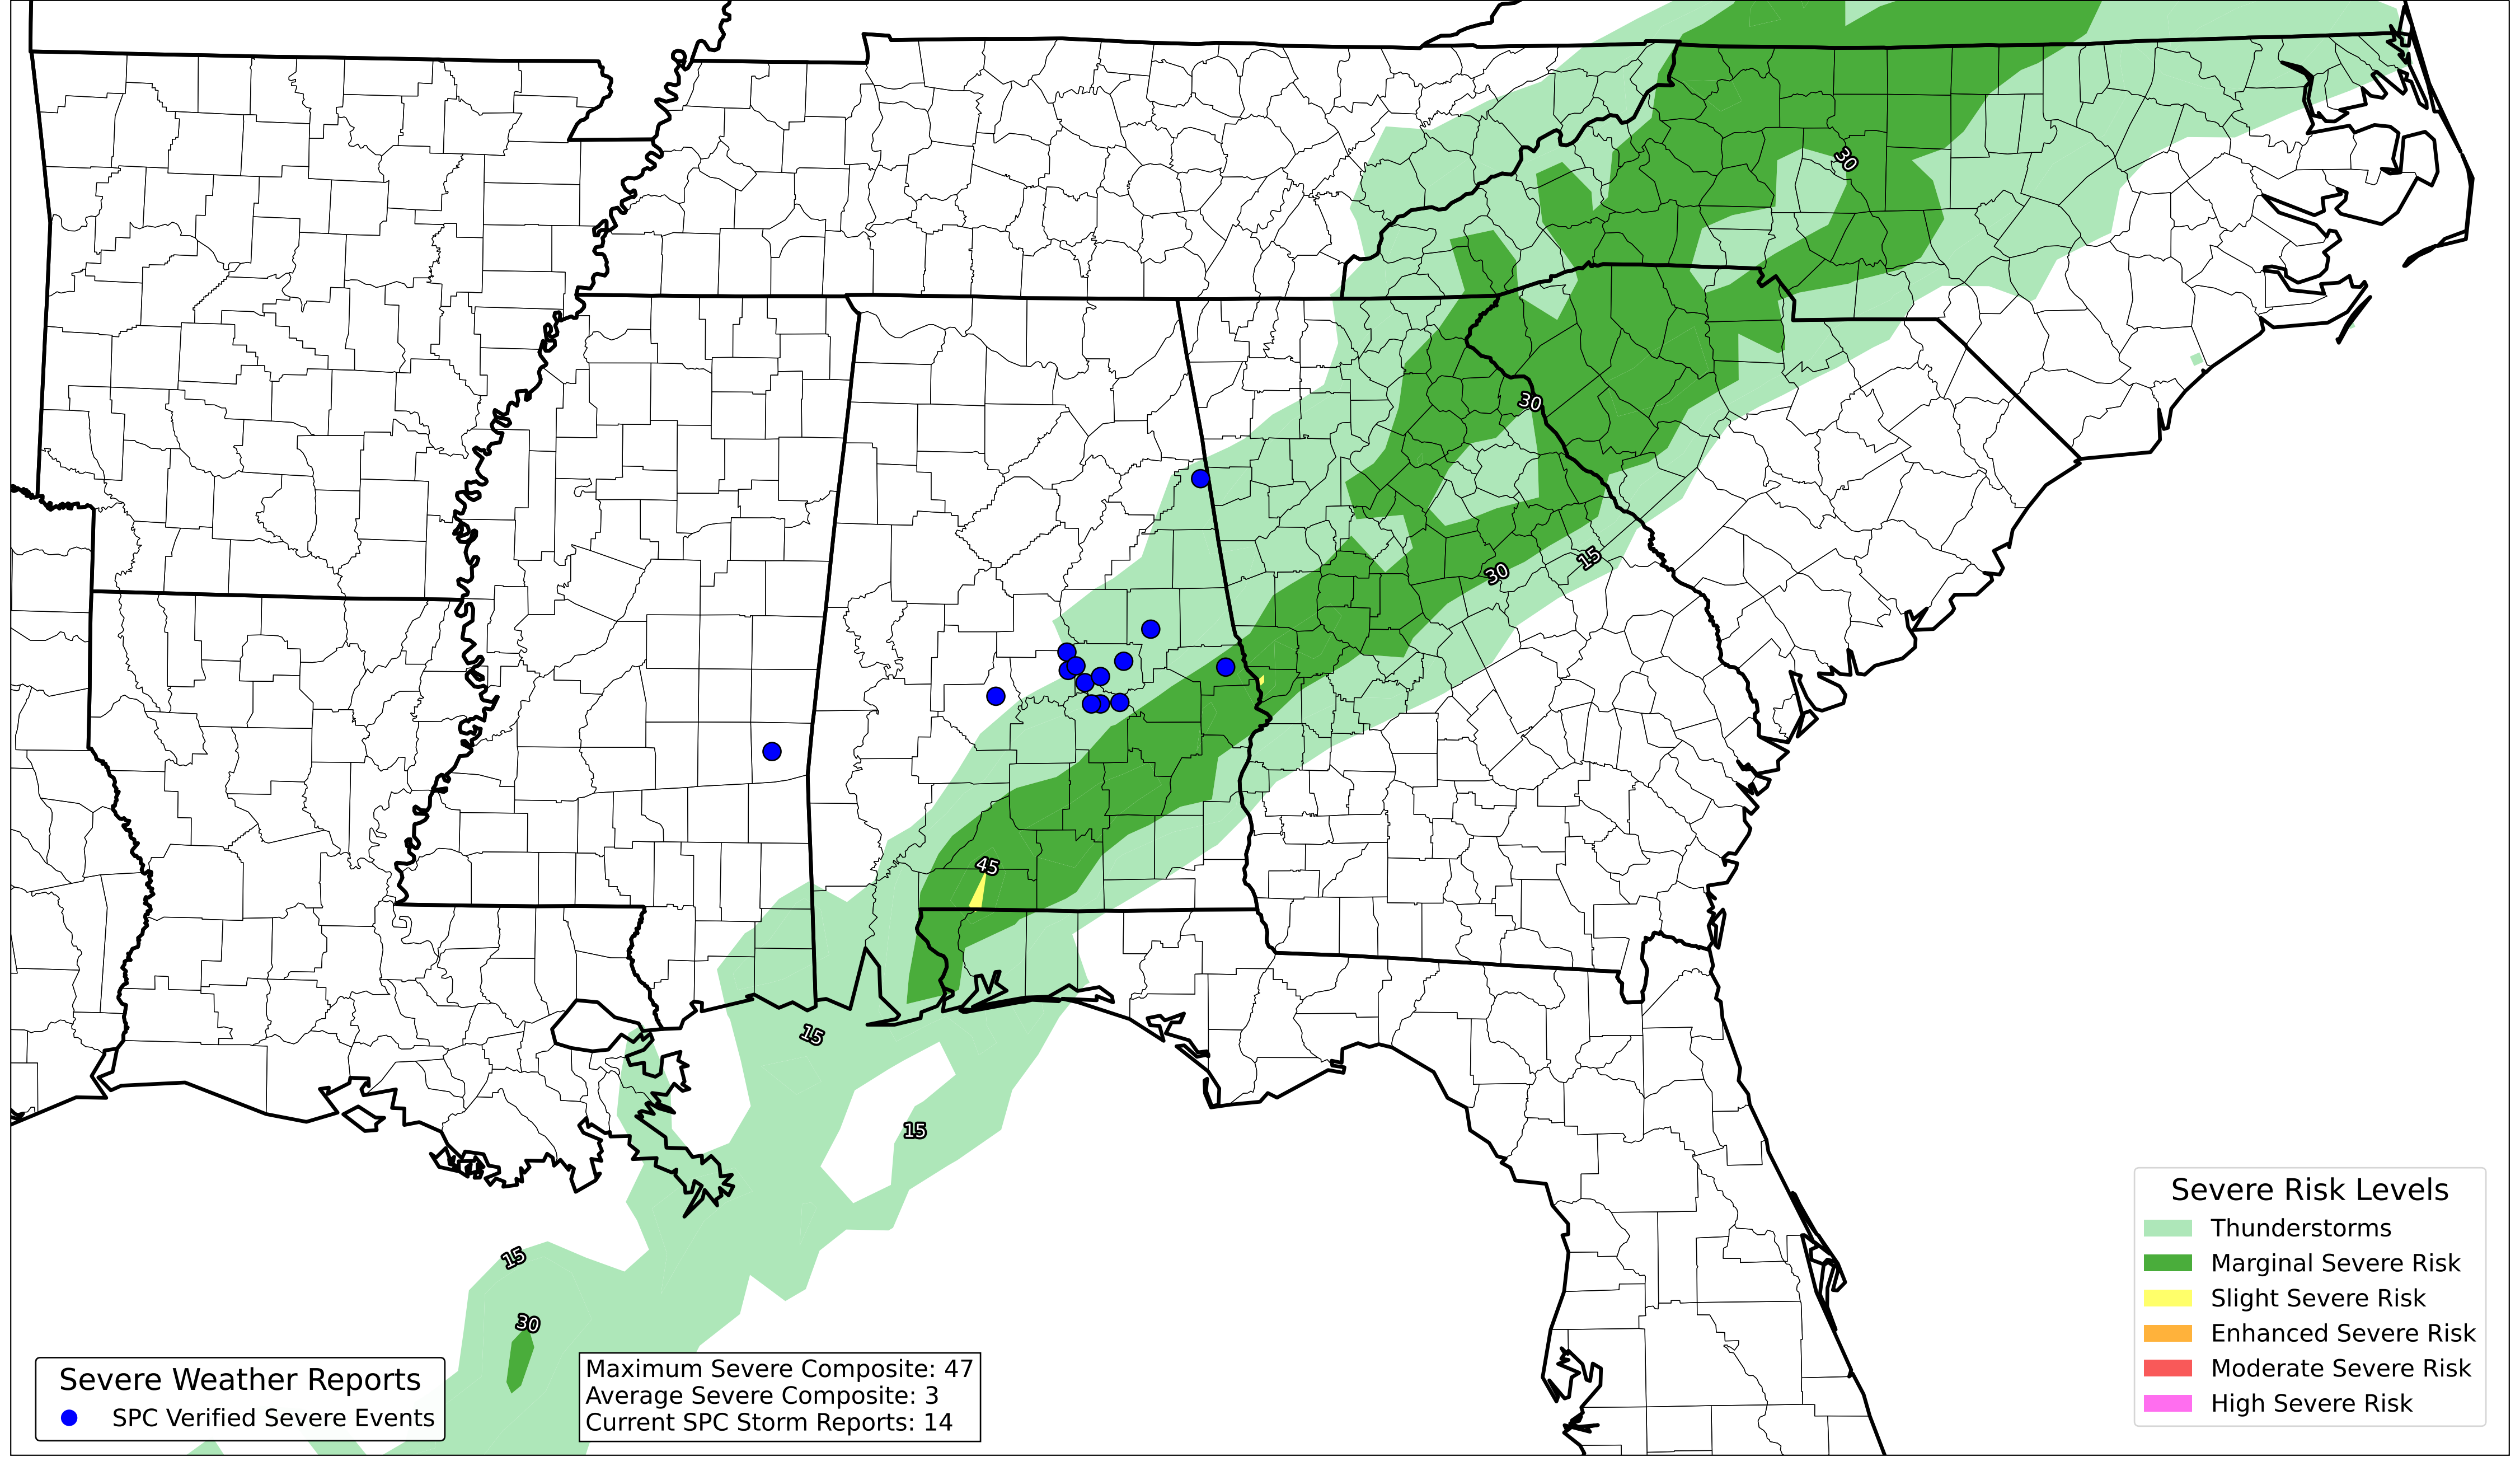 30
30
30
15
45
15
15
15
30
Severe Weather Reports
SPC Verified Severe Events
Maximum Severe Composite: 47
Average Severe Composite: 3
Current SPC Storm Reports: 14
Severe Risk Levels
Thunderstorms
Marginal Severe Risk
Slight Severe Risk
Enhanced Severe Risk
Moderate Severe Risk
High Severe Risk